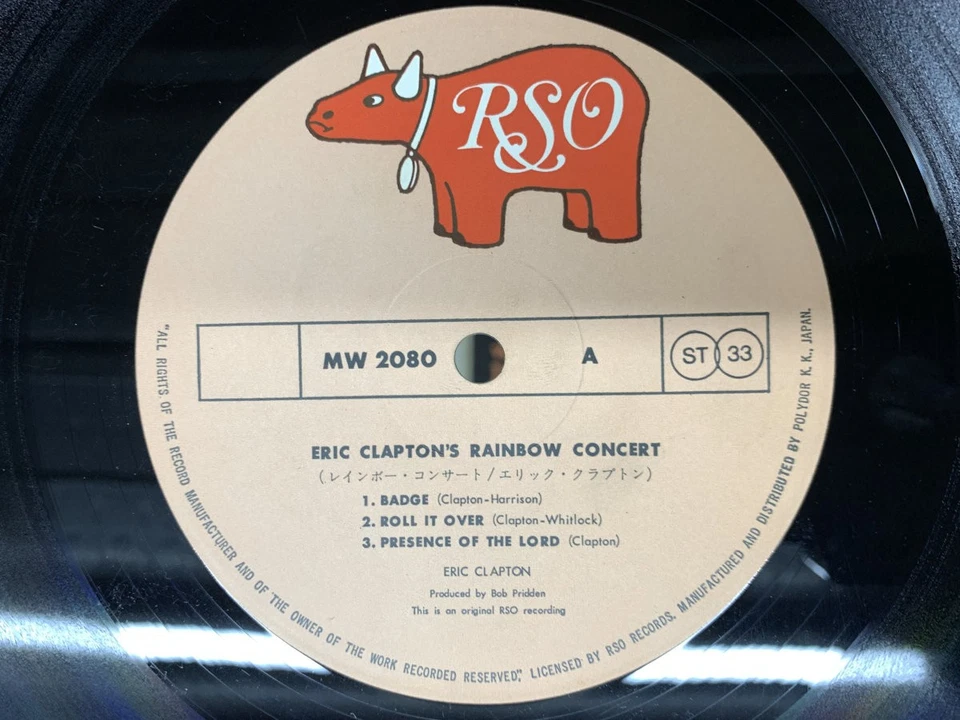 RSO
MW 2080 A ST 33
ERIC CLAPTON'S RAINBOW CONCERT
(レインボー・コンサート/エリック・クラプトン)
1. BADGE (Clapton-Harrison)
2. ROLL IT OVER (Clapton-Whitlock)
3. PRESENCE OF THE LORD (Clapton)
ERIC CLAPTON
Produced by Bob Pridden
This is an original RSO recording
"ALL RIGHTS OF THE RECORD MANUFACTURER AND OF THE OWNER OF THE WORK RECORDED RESERVED." LICENSED BY RSO RECORDS. MANUFACTURED AND DISTRIBUTED BY POLYDOR K. K., JAPAN.